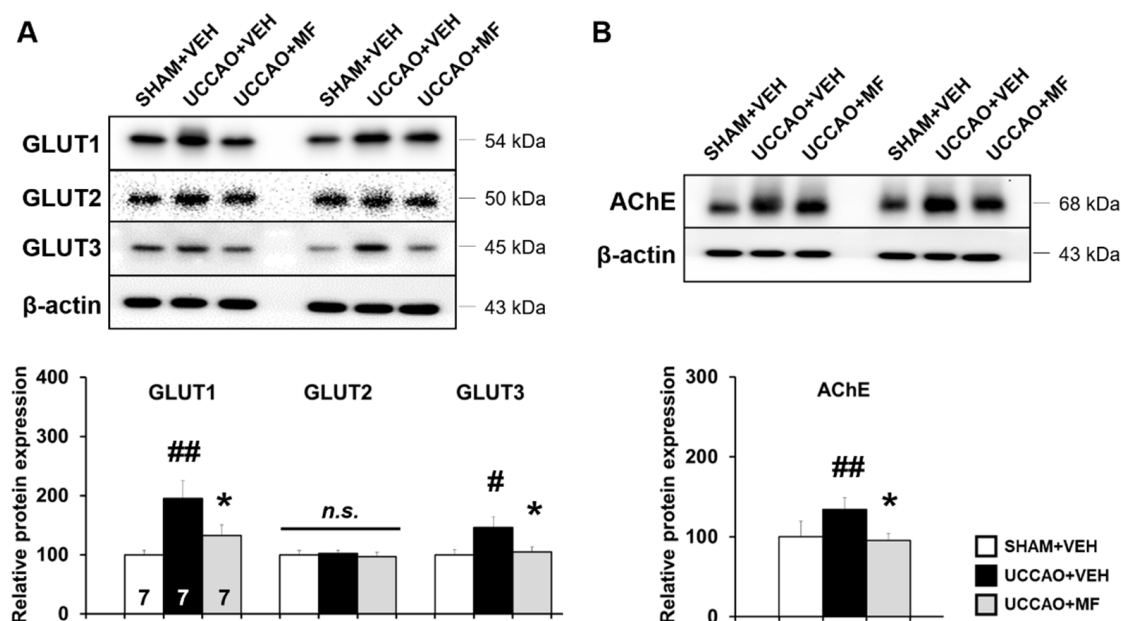 A
SHAM+VEH
UCCAO+VEH
UCCAO+MF
SHAM+VEH
UCCAO+VEH
UCCAO+MF
GLUT1
54 kDa
GLUT2
50 kDa
GLUT3
45 kDa
β-actin
43 kDa
Relative protein expression
400
300
200
100
0
GLUT1
GLUT2
GLUT3
##
*
n.s.
#
*
7
7
7
B
SHAM+VEH
UCCAO+VEH
UCCAO+MF
SHAM+VEH
UCCAO+VEH
UCCAO+MF
AChE
68 kDa
β-actin
43 kDa
Relative protein expression
300
200
100
0
AChE
##
*
SHAM+VEH
UCCAO+VEH
UCCAO+MF